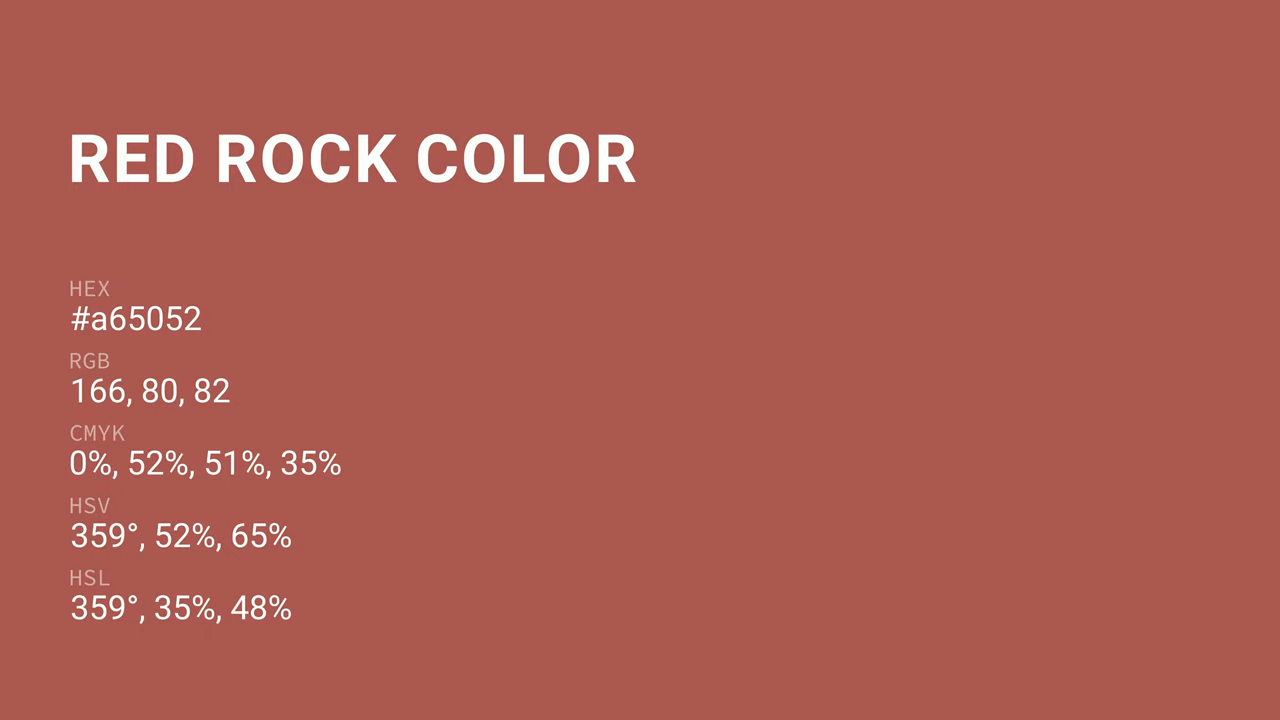 RED ROCK COLOR
HEX
#a65052
RGB
166, 80, 82
CMYK
0%, 52%, 51%, 35%
HSV
359°, 52%, 65%
HSL
359°, 35%, 48%